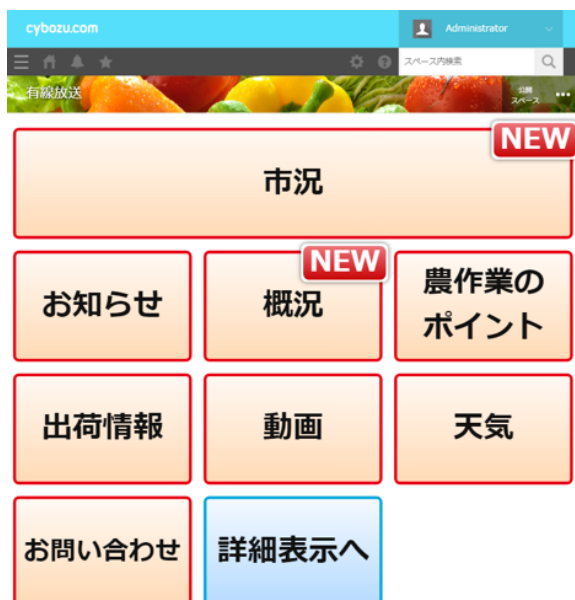 cybozu.com
Administrator
スペース内検索
有線放送
公開
スペース
NEW
市況
NEW
お知らせ
概況
農作業の
ポイント
出荷情報
動画
天気
お問い合わせ
詳細表示へ